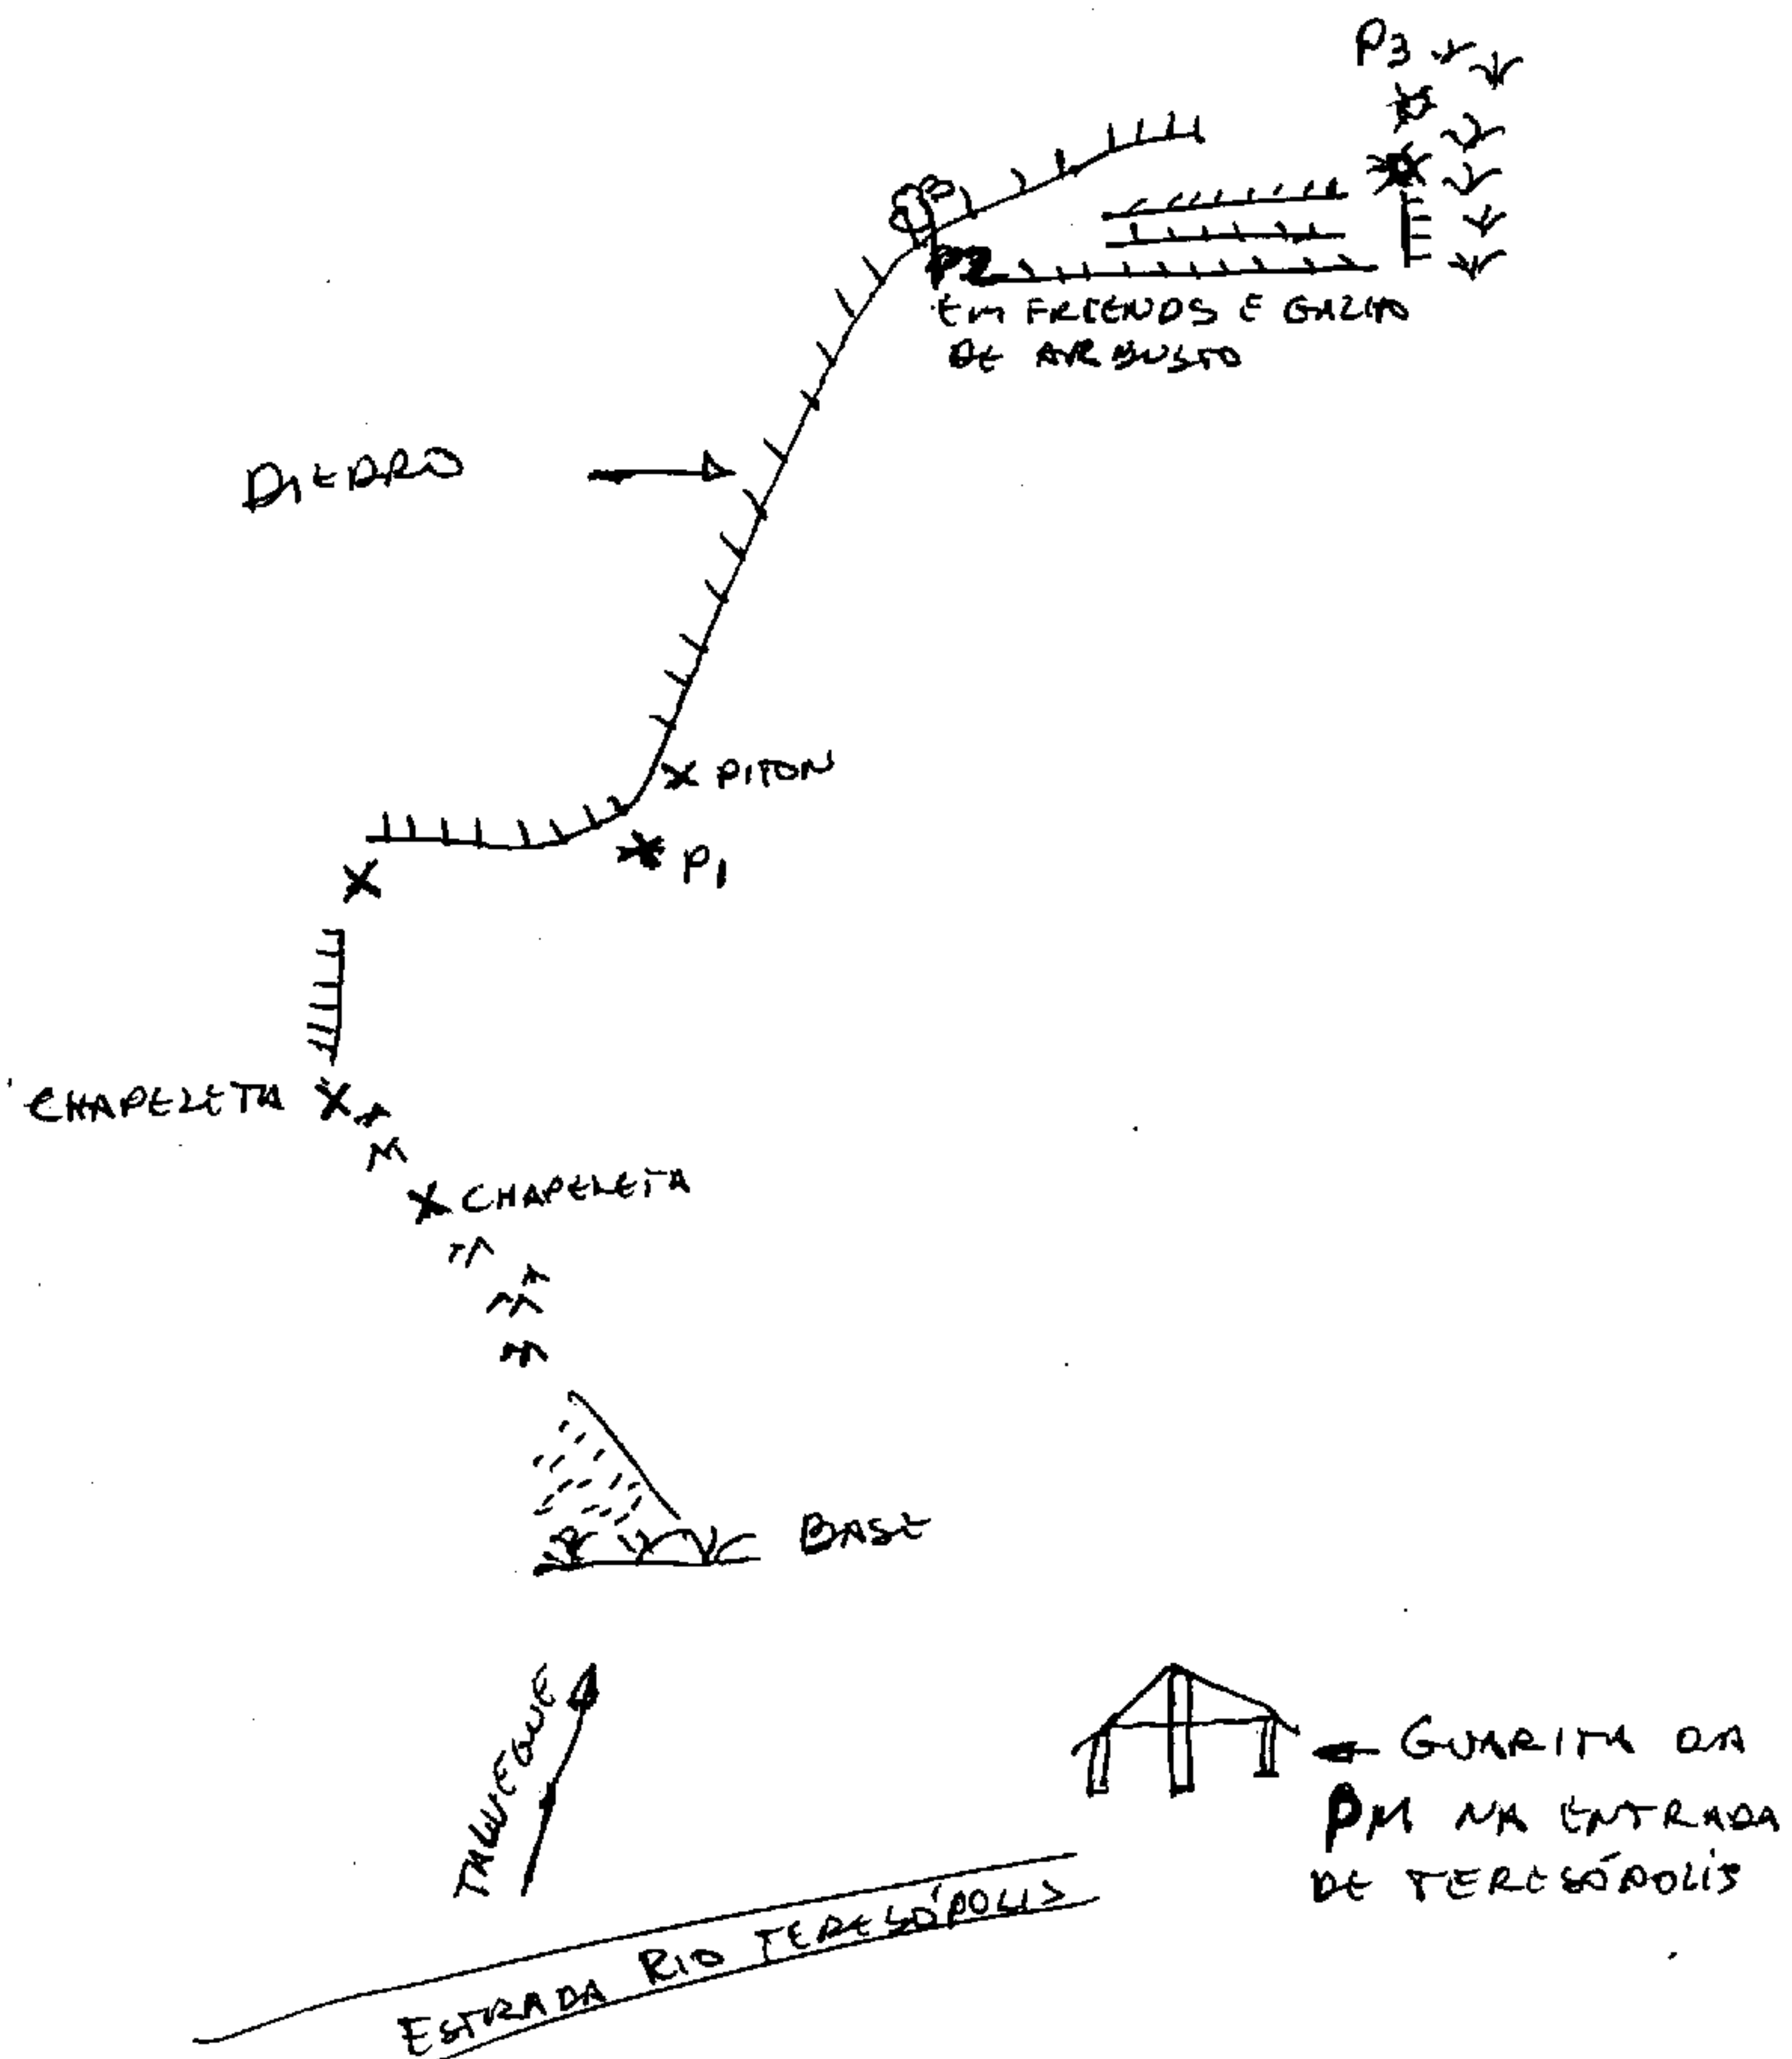 P3
P2
EM FRIENDS E GALHO
DE ARBUSTO
DIEDRO
X PITON
P1
CHAPELETA X
X CHAPELETA
BASE
TALVEGUE
GUARITA DA
PM NA ENTRADA
DE TERESÓPOLIS
ESTRADA RIO TERESÓPOLIS